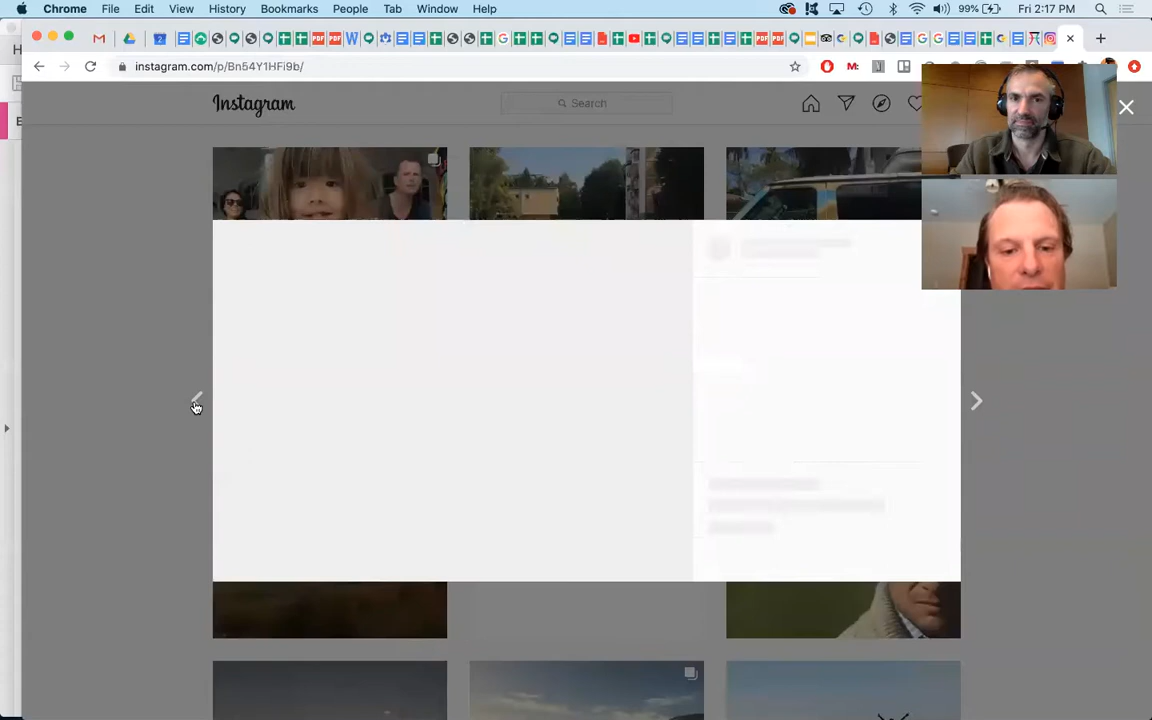 Chrome File Edit View History Bookmarks People Tab Window Help 99% Fri 2:17 PM
instagram.com/p/Bn54Y1HFi9b/
Instagram Search